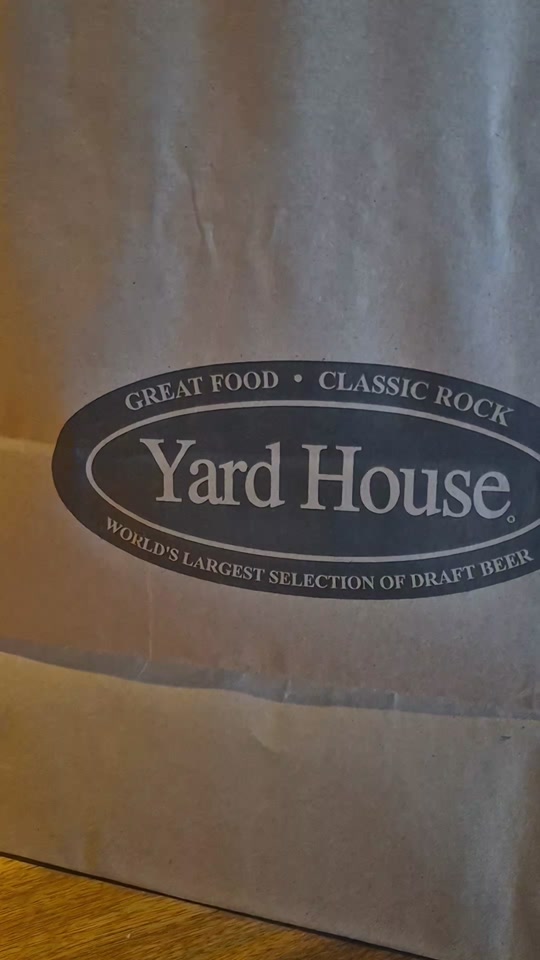 GREAT FOOD • CLASSIC ROCK
Yard House
WORLD'S LARGEST SELECTION OF DRAFT BEER